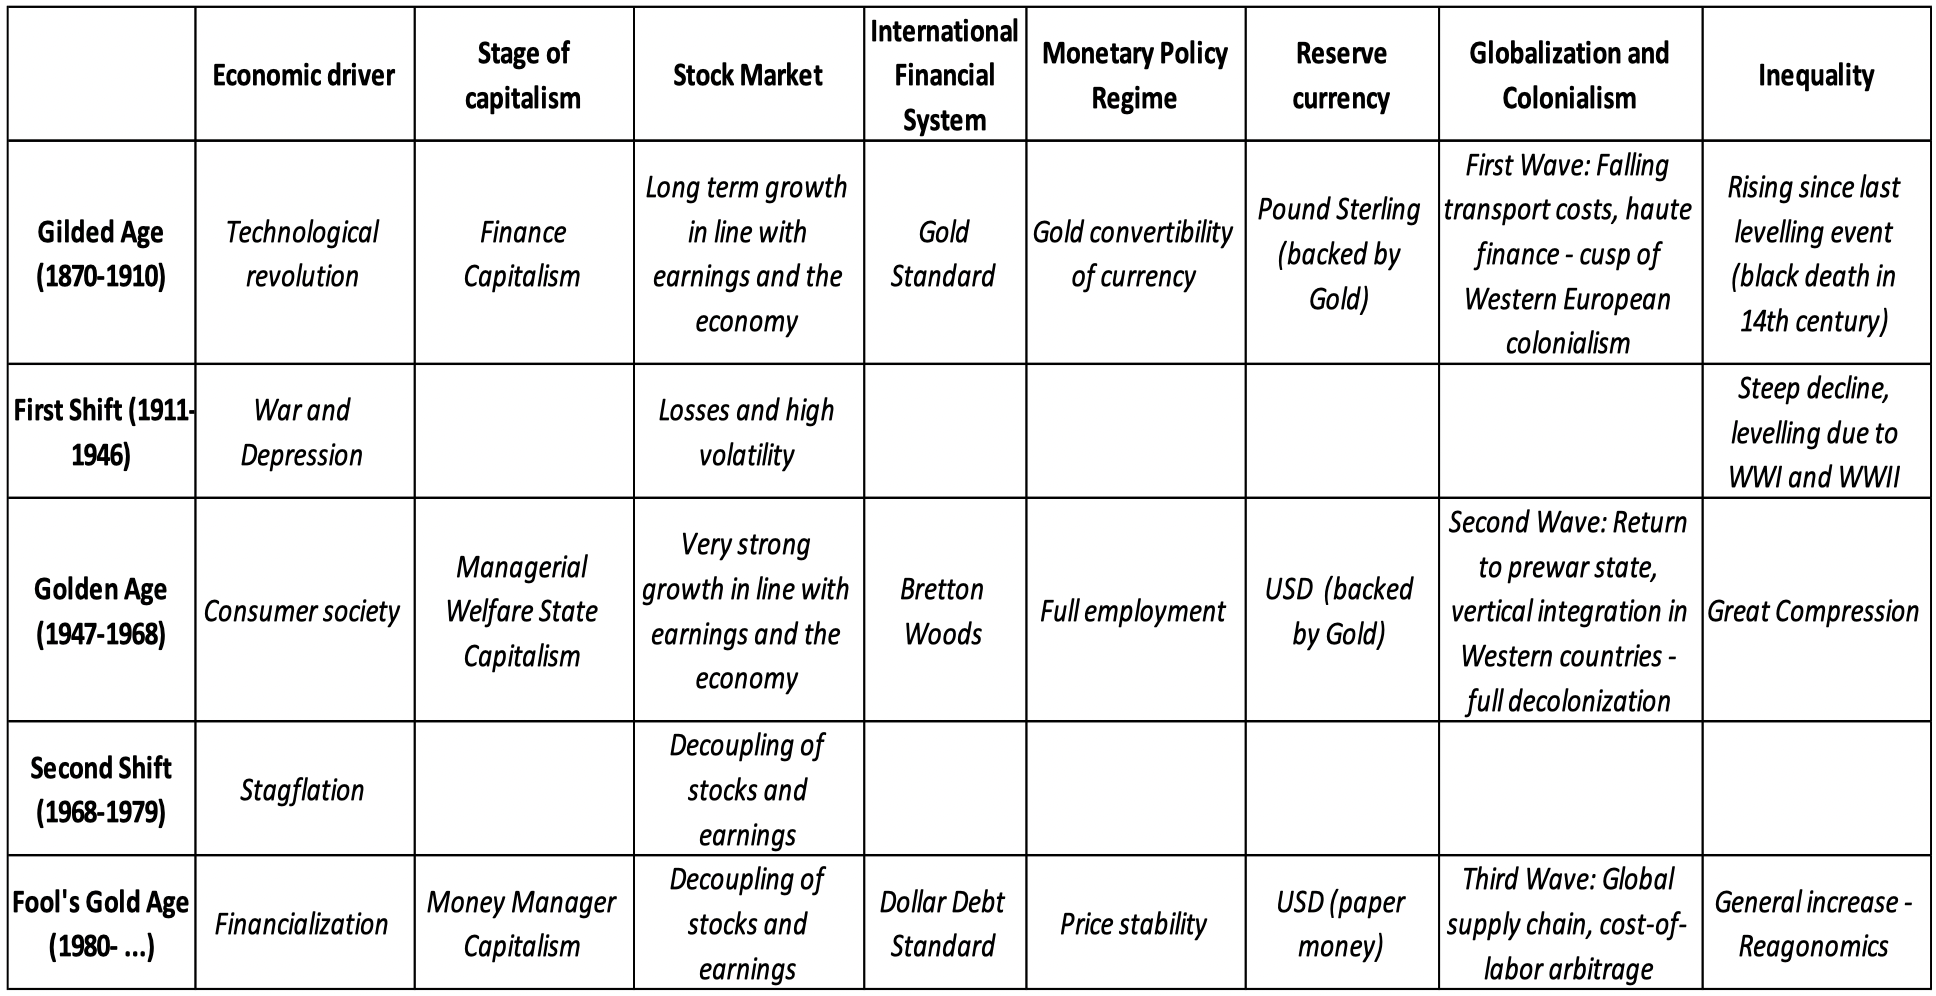 Economic driver
Stage of
capitalism
Stock Market
International
Financial
System
Monetary Policy
Regime
Reserve
currency
Globalization and
Colonialism
Inequality
Gilded Age
(1870-1910)
Technological
revolution
Finance
Capitalism
Long term growth
in line with
earnings and the
economy
Gold
Standard
Gold convertibility
of currency
Pound Sterling
(backed by
Gold)
First Wave: Falling
transport costs, haute
finance - cusp of
Western European
colonialism
Rising since last
levelling event
(black death in
14th century)
First Shift (1911-
1946)
War and
Depression
Losses and high
volatility
Steep decline,
levelling due to
WWI and WWII
Golden Age
(1947-1968)
Consumer society
Managerial
Welfare State
Capitalism
Very strong
growth in line with
earnings and the
economy
Bretton
Woods
Full employment
USD (backed
by Gold)
Second Wave: Return
to prewar state,
vertical integration in
Western countries -
full decolonization
Great Compression
Second Shift
(1968-1979)
Stagflation
Decoupling of
stocks and
earnings
Fool's Gold Age
(1980- ...)
Financialization
Money Manager
Capitalism
Decoupling of
stocks and
earnings
Dollar Debt
Standard
Price stability
USD (paper
money)
Third Wave: Global
supply chain, cost-of-
labor arbitrage
General increase -
Reagonomics